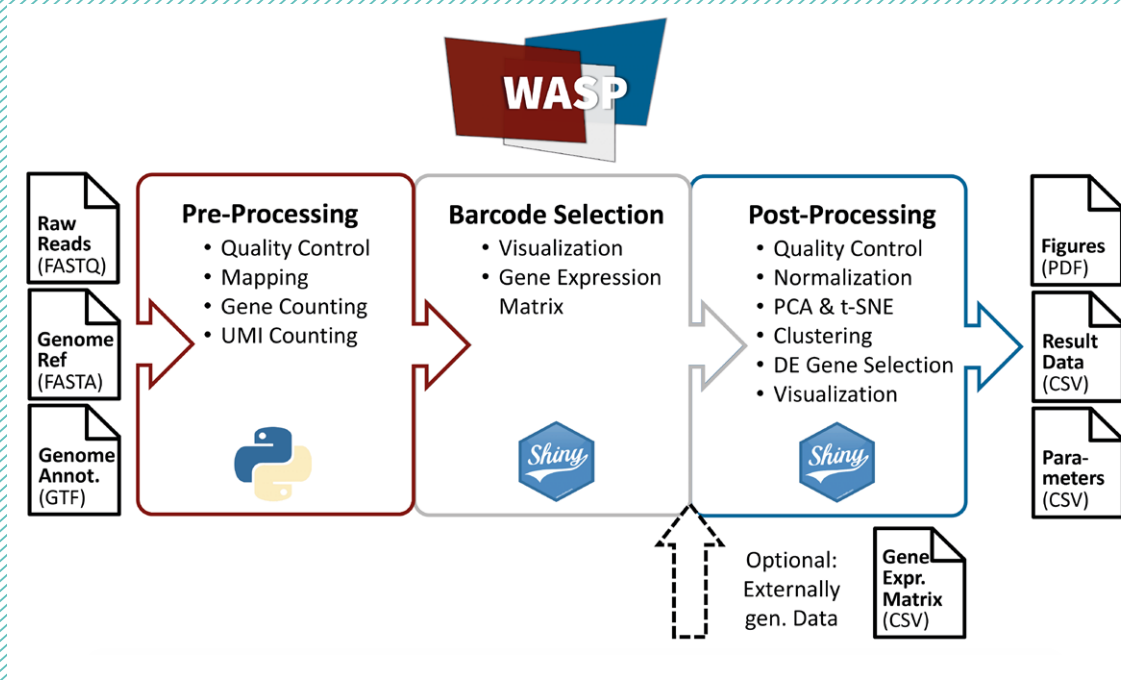 WASP
Raw
Reads
(FASTQ)
Genome
Ref
(FASTA)
Genome
Annot.
(GTF)
Pre-Processing
• Quality Control
• Mapping
• Gene Counting
• UMI Counting
Barcode Selection
• Visualization
• Gene Expression
Matrix
Shiny
Post-Processing
• Quality Control
• Normalization
• PCA & t-SNE
• Clustering
• DE Gene Selection
• Visualization
Shiny
Figures
(PDF)
Result
Data
(CSV)
Para-
meters
(CSV)
Optional:
Externally
gen. Data
Gene
Expr.
Matrix
(CSV)